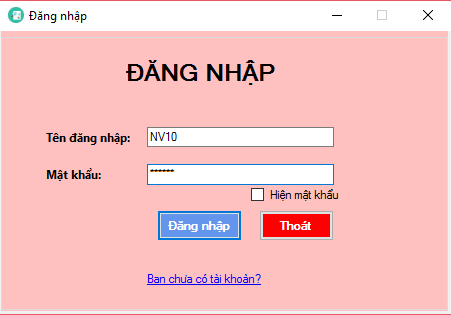 Đăng nhập
ĐĂNG NHẬP
Tên đăng nhập: NV10
Mật khẩu: ******
Hiện mật khẩu
Đăng nhập Thoát
Bạn chưa có tài khoản?